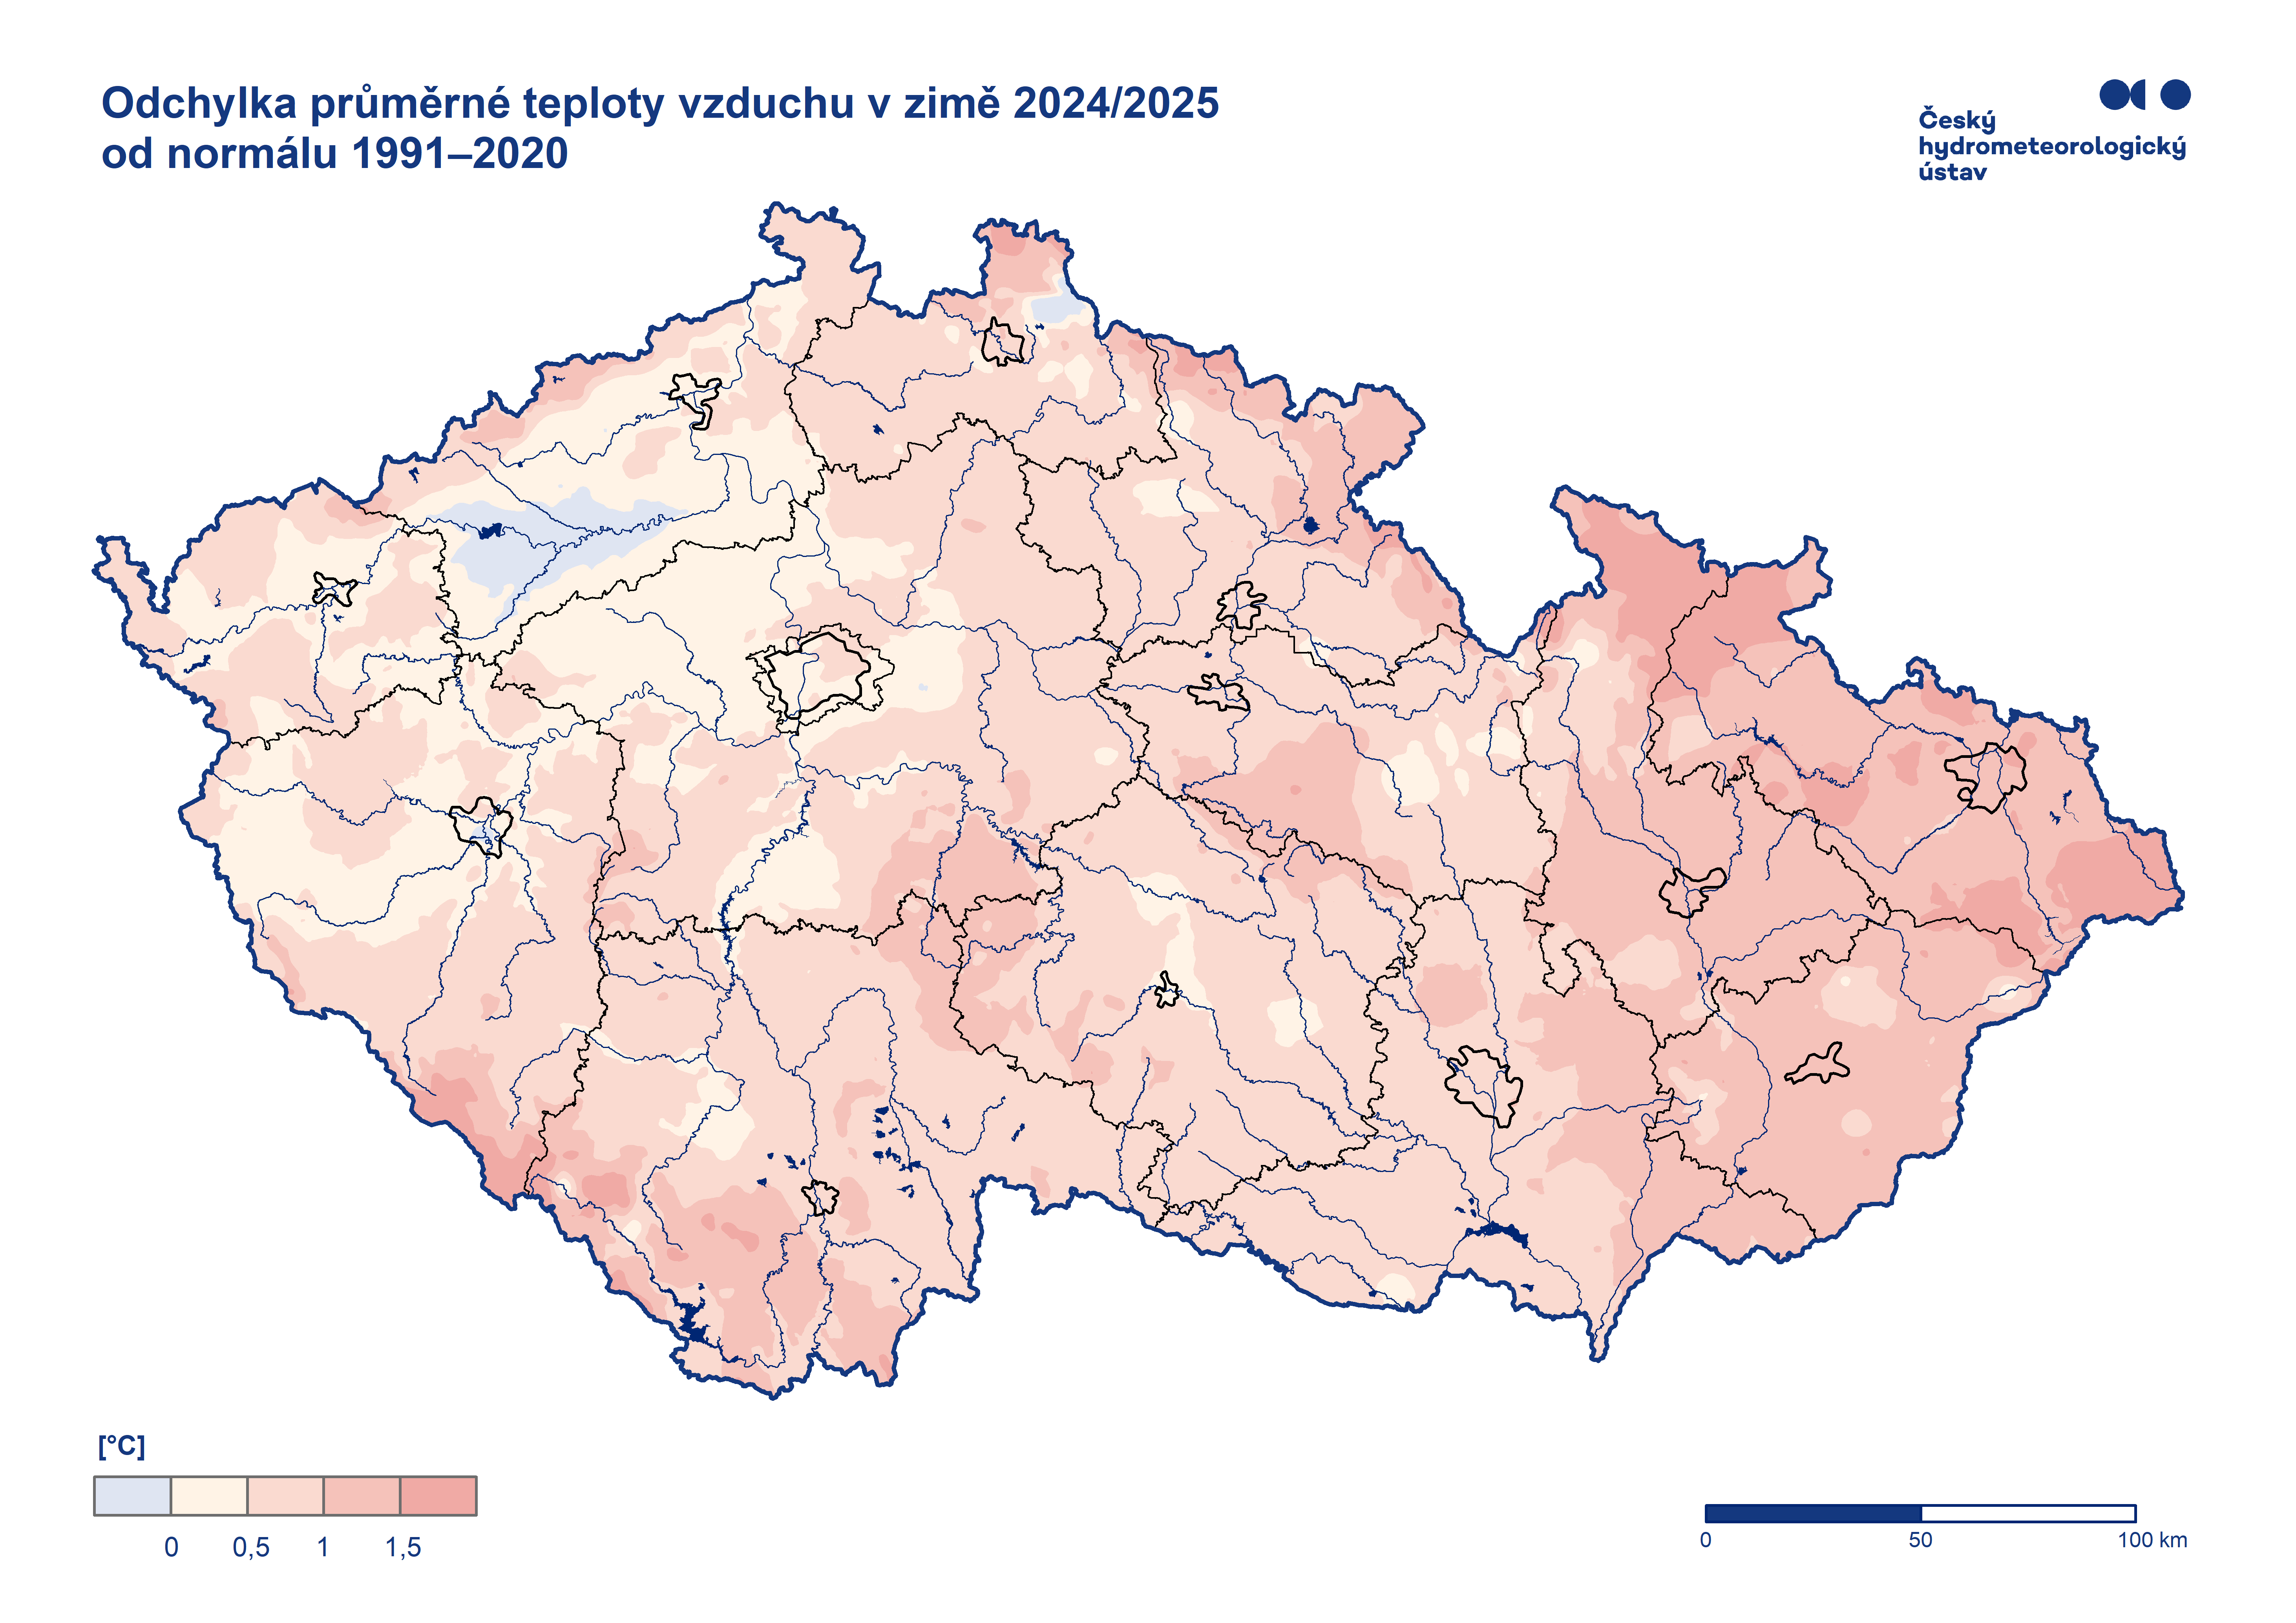 Odchylka průměrné teploty vzduchu v zimě 2024/2025
od normálu 1991–2020
Český
hydrometeorologický
ústav
[°C]
0 0,5 1 1,5
0 50 100 km